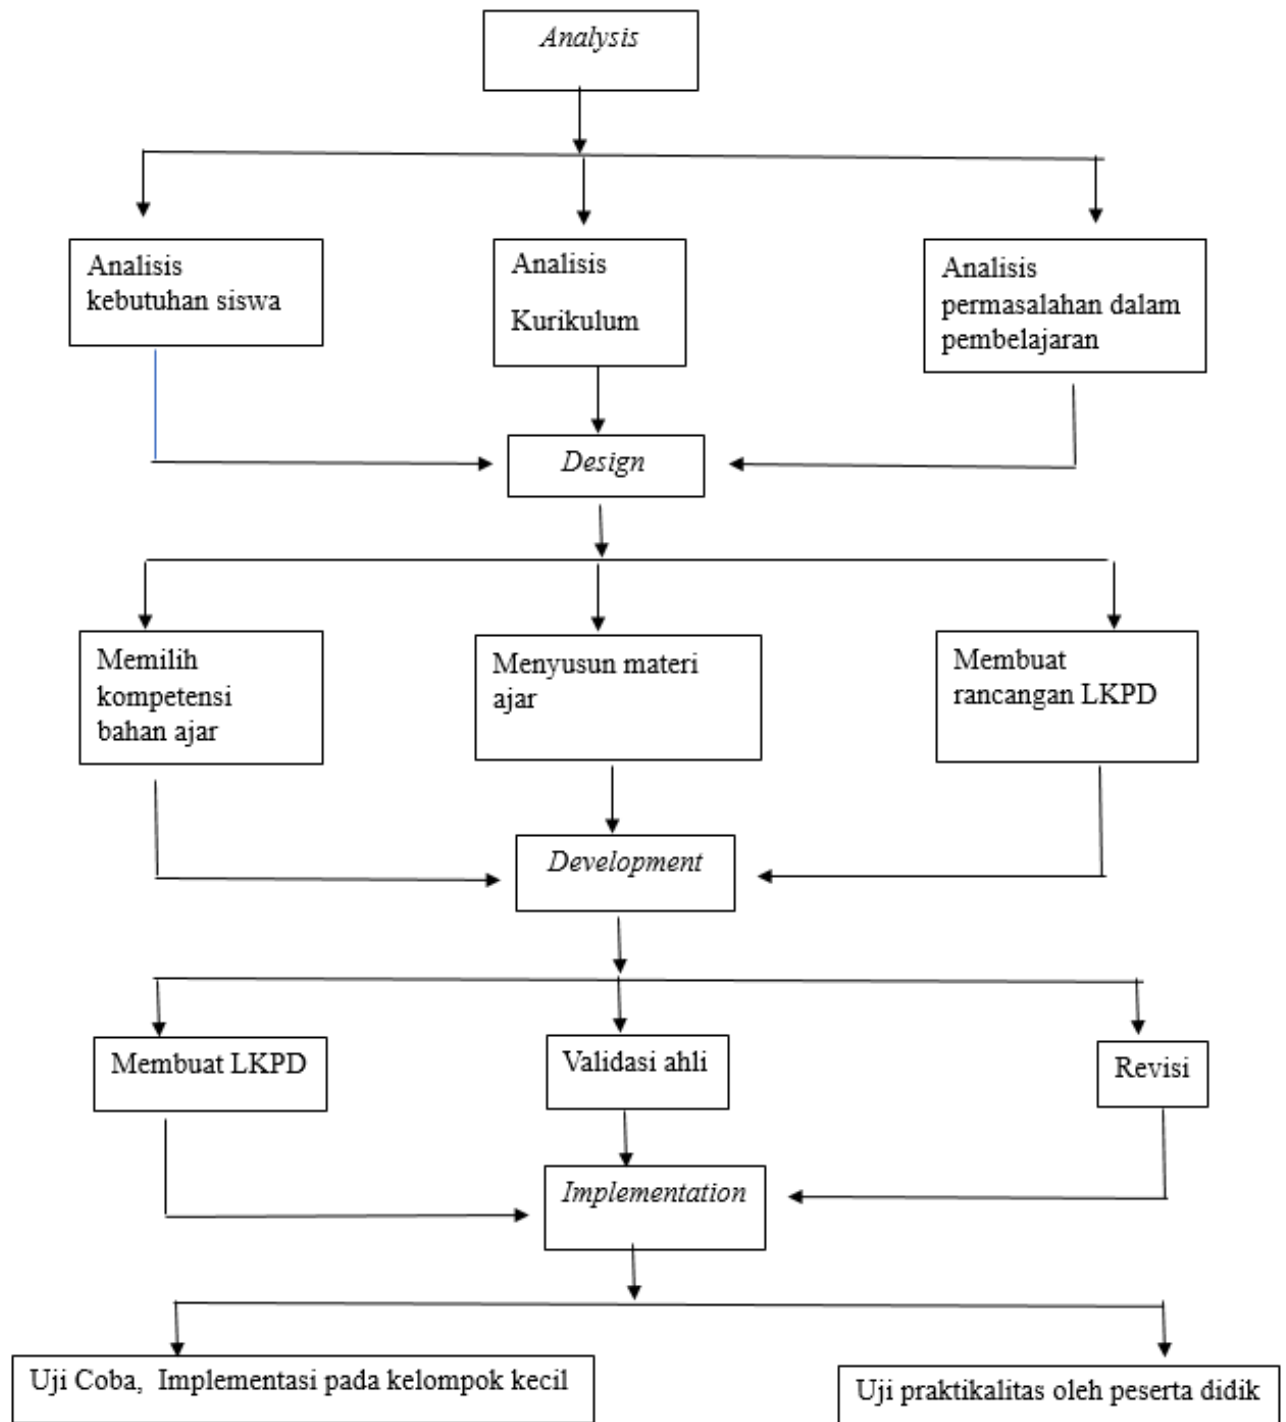 Analysis
Analisis
kebutuhan siswa
Analisis
Kurikulum
Analisis
permasalahan dalam
pembelajaran
Design
Memilih
kompetensi
bahan ajar
Menyusun materi
ajar
Membuat
rancangan LKPD
Development
Membuat LKPD
Validasi ahli
Revisi
Implementation
Uji Coba, Implementasi pada kelompok kecil
Uji praktikalitas oleh peserta didik